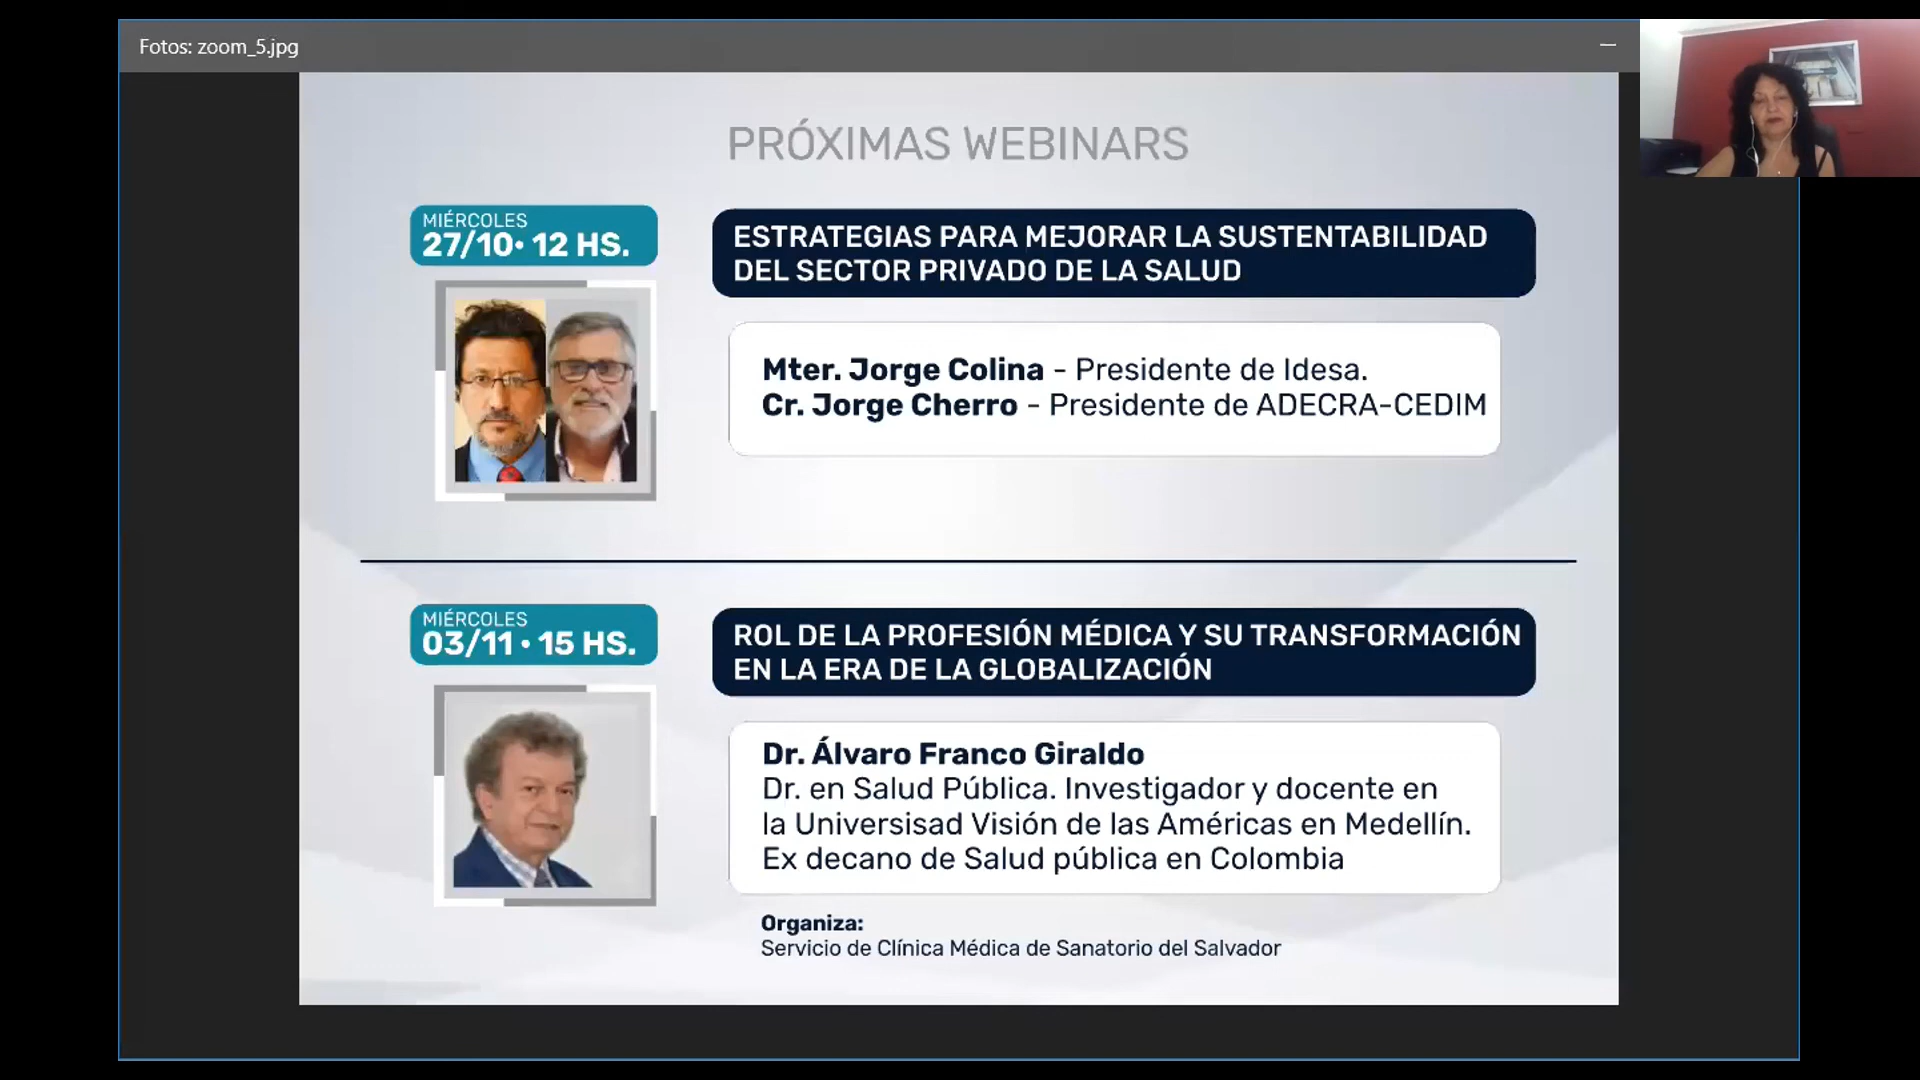 Fotos: zoom_5.jpg
PRÓXIMAS WEBINARS
MIÉRCOLES
27/10• 12 HS.
ESTRATEGIAS PARA MEJORAR LA SUSTENTABILIDAD
DEL SECTOR PRIVADO DE LA SALUD
Mter. Jorge Colina - Presidente de Idesa.
Cr. Jorge Cherro - Presidente de ADECRA-CEDIM
MIÉRCOLES
03/11 • 15 HS.
ROL DE LA PROFESIÓN MÉDICA Y SU TRANSFORMACIÓN
EN LA ERA DE LA GLOBALIZACIÓN
Dr. Álvaro Franco Giraldo
Dr. en Salud Pública. Investigador y docente en
la Universisad Visión de las Américas en Medellín.
Ex decano de Salud pública en Colombia
Organiza:
Servicio de Clínica Médica de Sanatorio del Salvador